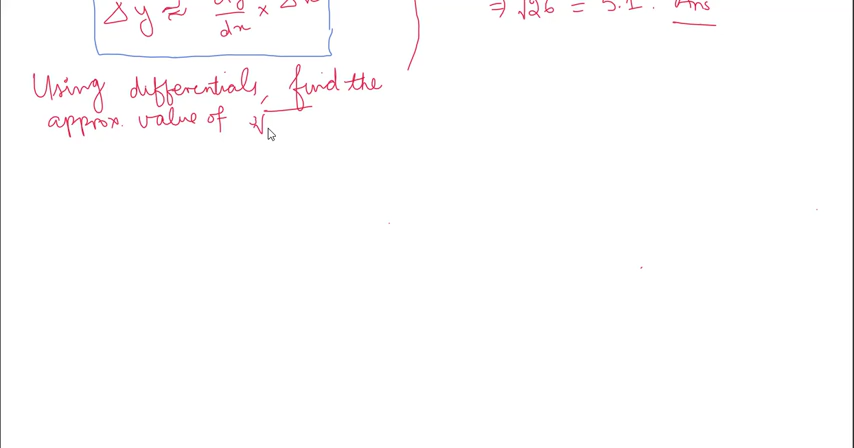 Δy ≈ dy/dx × Δx
⇒ √26 = 5.1. Ans
Using differentials, find the
approx. value of √